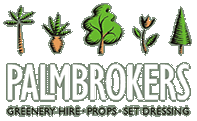 PALMBROKERS
GREENERY HIRE • PROPS • SET DRESSING